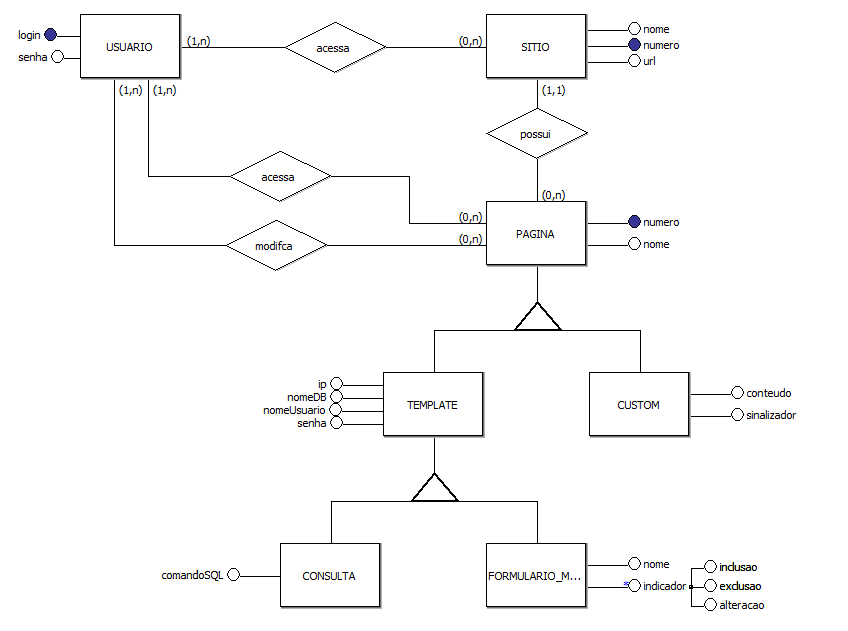 login
senha
USUARIO
(1,n)
acessa
(0,n)
SITIO
nome
numero
url
(1,n)
(1,n)
(1,1)
possui
(0,n)
acessa
(0,n)
modifca
(0,n)
PAGINA
numero
nome
ip
nomeDB
nomeUsuario
senha
TEMPLATE
CUSTOM
conteudo
sinalizador
comandoSQL
CONSULTA
FORMULARIO_M...
nome
*
indicador
inclusao
exclusao
alteracao